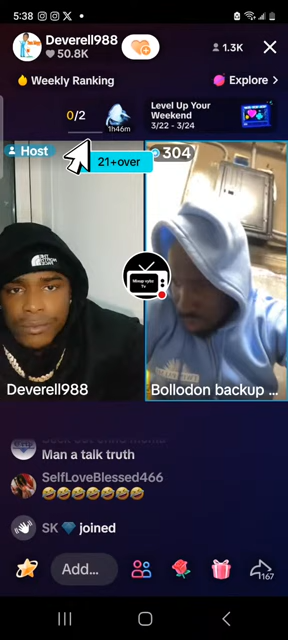 5:38
Deverell988
50.8K
1.3K
Weekly Ranking
Explore >
0/2
1h46m
Level Up Your
Weekend
3/22 – 3/24
21+over
Host
304
Tv
Deverell988
Bollodon backup ...
Man a talk truth
SelfLoveBlessed466
🤣🤣🤣🤣🤣🤣
SK 💎 joined
Add...
167